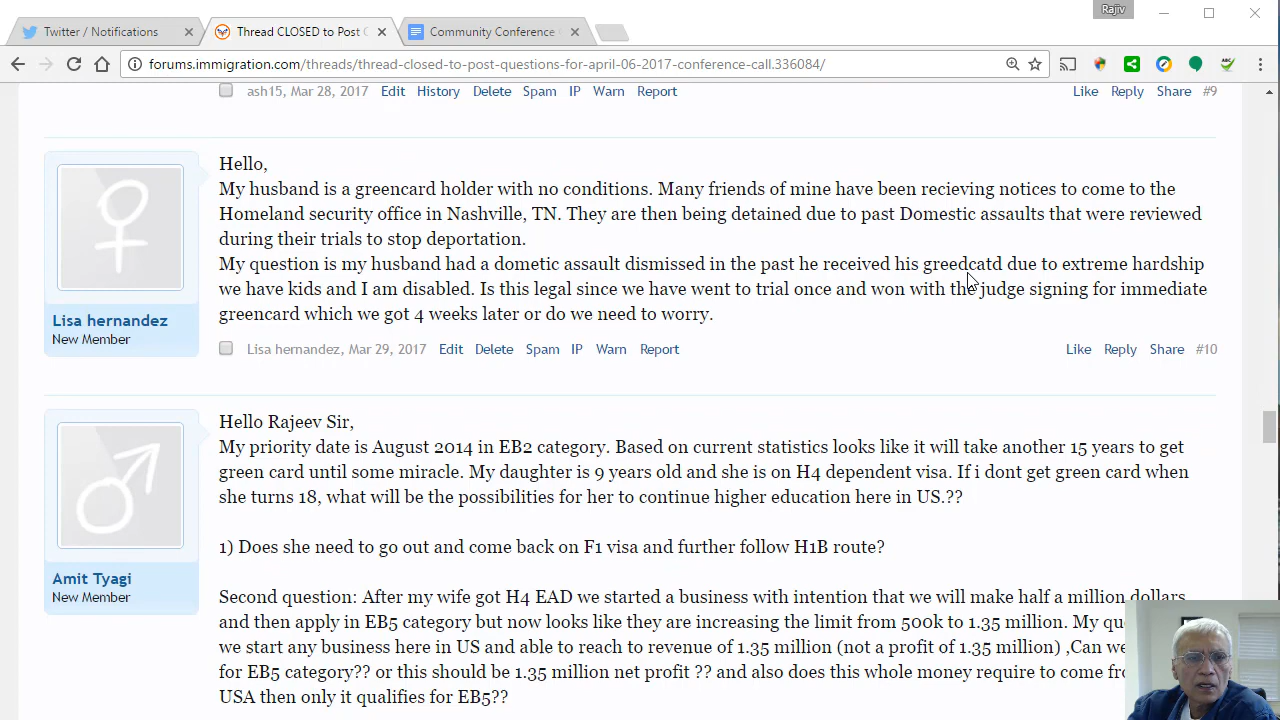 Rajiv
Twitter / Notifications
Thread CLOSED to Post C
Community Conference
forums.immigration.com/threads/thread-closed-to-post-questions-for-april-06-2017-conference-call.336084/
ash15, Mar 28, 2017 Edit History Delete Spam IP Warn Report Like Reply Share #9
Hello,
My husband is a greencard holder with no conditions. Many friends of mine have been recieving notices to come to the
Homeland security office in Nashville, TN. They are then being detained due to past Domestic assaults that were reviewed
during their trials to stop deportation.
My question is my husband had a dometic assault dismissed in the past he received his greedcatd due to extreme hardship
we have kids and I am disabled. Is this legal since we have went to trial once and won with the judge signing for immediate
greencard which we got 4 weeks later or do we need to worry.
Lisa hernandez
New Member
Lisa hernandez, Mar 29, 2017 Edit Delete Spam IP Warn Report Like Reply Share #10
Hello Rajeev Sir,
My priority date is August 2014 in EB2 category. Based on current statistics looks like it will take another 15 years to get
green card until some miracle. My daughter is 9 years old and she is on H4 dependent visa. If i dont get green card when
she turns 18, what will be the possibilities for her to continue higher education here in US.??
1) Does she need to go out and come back on F1 visa and further follow H1B route?
Amit Tyagi
New Member
Second question: After my wife got H4 EAD we started a business with intention that we will make half a million dollars
and then apply in EB5 category but now looks like they are increasing the limit from 500k to 1.35 million. My qu
we start any business here in US and able to reach to revenue of 1.35 million (not a profit of 1.35 million) ,Can we
for EB5 category?? or this should be 1.35 million net profit ?? and also does this whole money require to come fr
USA then only it qualifies for EB5??